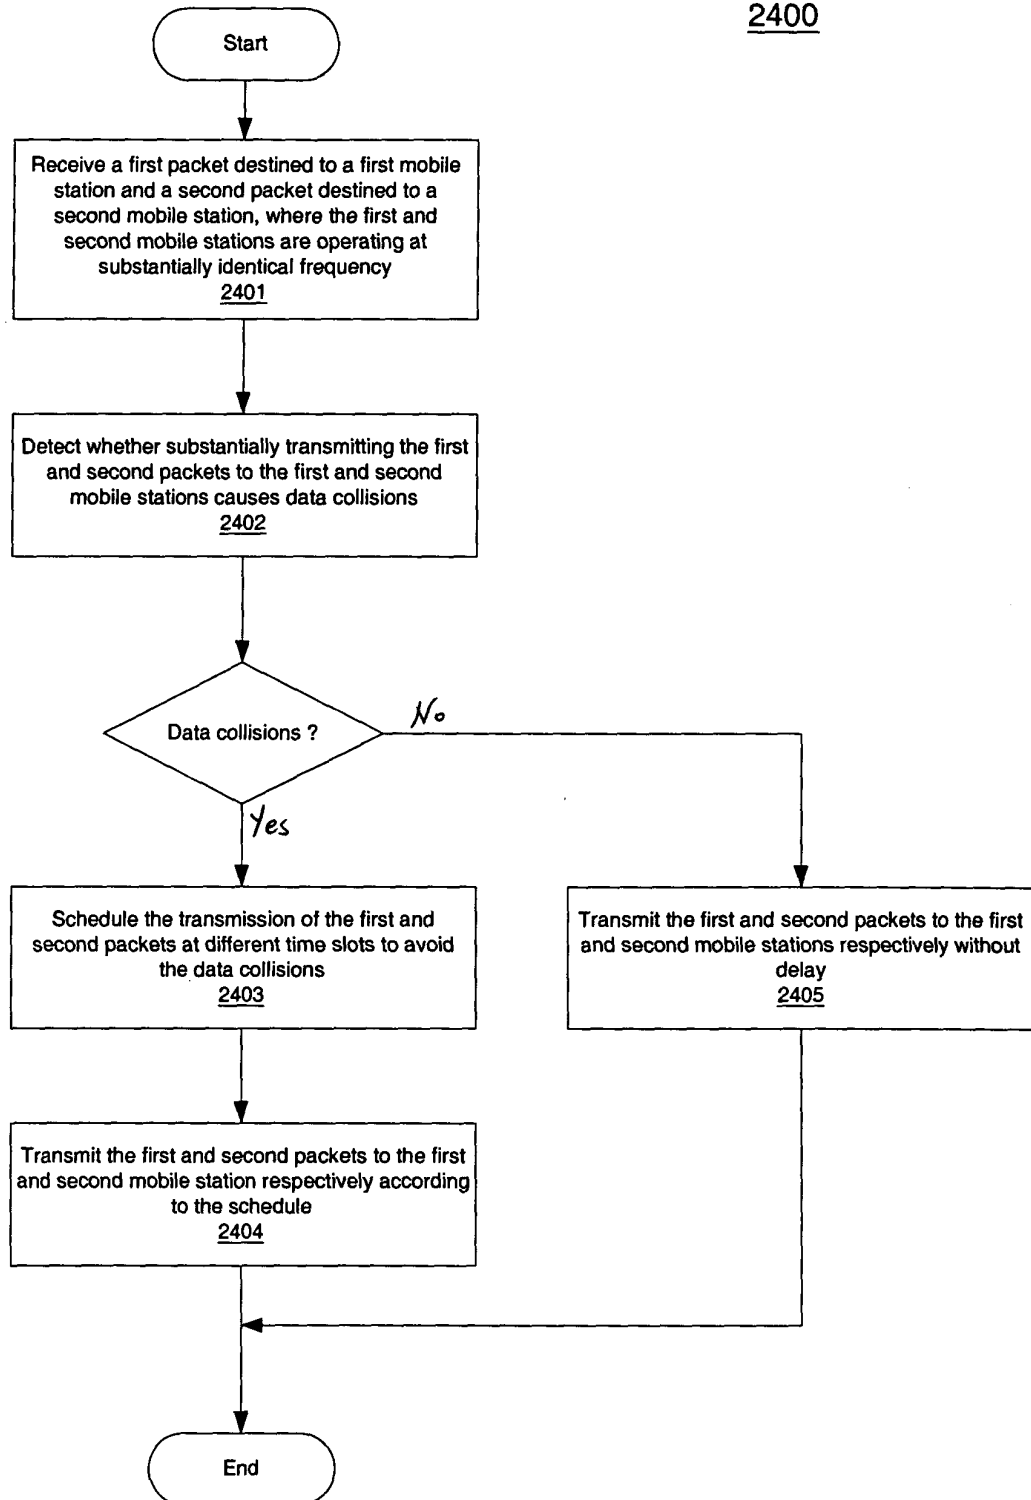 2400
Start
Receive a first packet destined to a first mobile
station and a second packet destined to a
second mobile station, where the first and
second mobile stations are operating at
substantially identical frequency
2401
Detect whether substantially transmitting the first
and second packets to the first and second
mobile stations causes data collisions
2402
Data collisions ?
No
Yes
Schedule the transmission of the first and
second packets at different time slots to avoid
the data collisions
2403
Transmit the first and second packets to the first
and second mobile stations respectively without
delay
2405
Transmit the first and second packets to the first
and second mobile station respectively according
to the schedule
2404
End